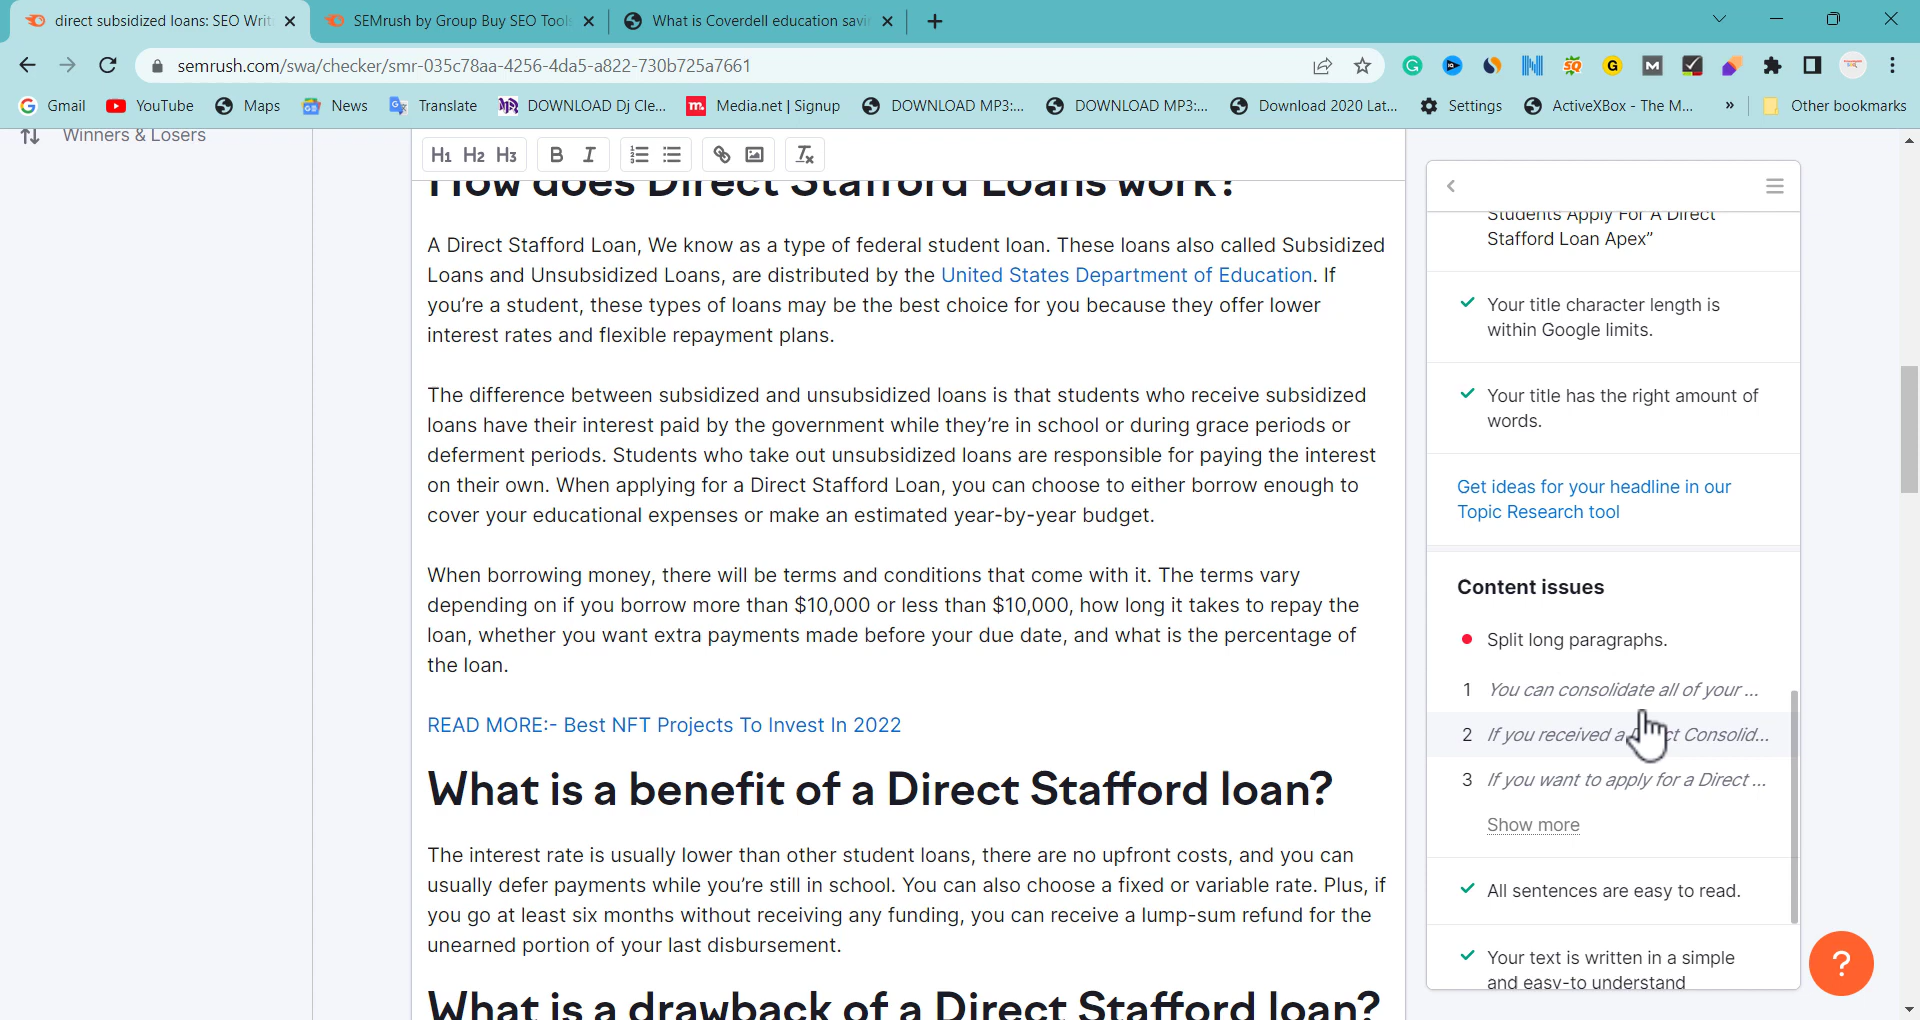 direct subsidized loans: SEO Writ
SEMrush by Group Buy SEO Tools
What is Coverdell education savi
semrush.com/swa/checker/smr-035c78aa-4256-4da5-a822-730b725a7661
Gmail YouTube Maps News Translate DOWNLOAD Dj Cle... Media.net | Signup DOWNLOAD MP3:... DOWNLOAD MP3:... Download 2020 Lat... Settings ActiveXBox - The M... » Other bookmarks
Winners & Losers
H1 H2 H3 B I
How does Direct Stafford Loans work?
A Direct Stafford Loan, We know as a type of federal student loan. These loans also called Subsidized
Loans and Unsubsidized Loans, are distributed by the United States Department of Education. If
you're a student, these types of loans may be the best choice for you because they offer lower
interest rates and flexible repayment plans.
The difference between subsidized and unsubsidized loans is that students who receive subsidized
loans have their interest paid by the government while they're in school or during grace periods or
deferment periods. Students who take out unsubsidized loans are responsible for paying the interest
on their own. When applying for a Direct Stafford Loan, you can choose to either borrow enough to
cover your educational expenses or make an estimated year-by-year budget.
When borrowing money, there will be terms and conditions that come with it. The terms vary
depending on if you borrow more than $10,000 or less than $10,000, how long it takes to repay the
loan, whether you want extra payments made before your due date, and what is the percentage of
the loan.
READ MORE:- Best NFT Projects To Invest In 2022
What is a benefit of a Direct Stafford loan?
The interest rate is usually lower than other student loans, there are no upfront costs, and you can
usually defer payments while you're still in school. You can also choose a fixed or variable rate. Plus, if
you go at least six months without receiving any funding, you can receive a lump-sum refund for the
unearned portion of your last disbursement.
What is a drawback of a Direct Stafford loan?
Students Apply For A Direct
Stafford Loan Apex”
Your title character length is
within Google limits.
Your title has the right amount of
words.
Get ideas for your headline in our
Topic Research tool
Content issues
Split long paragraphs.
1 You can consolidate all of your ...
2 If you received a Consolid...
3 If you want to apply for a Direct ...
Show more
All sentences are easy to read.
Your text is written in a simple
and easy-to understand
?